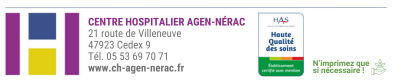 CENTRE HOSPITALIER AGEN-NÉRAC
21 route de Villeneuve
47923 Cedex 9
Tél. 05 53 69 70 71
www.ch-agen-nerac.fr
HAS
Haute
Qualité
des soins
Établissement
certifié avec mention
N'imprimez que
si nécessaire !